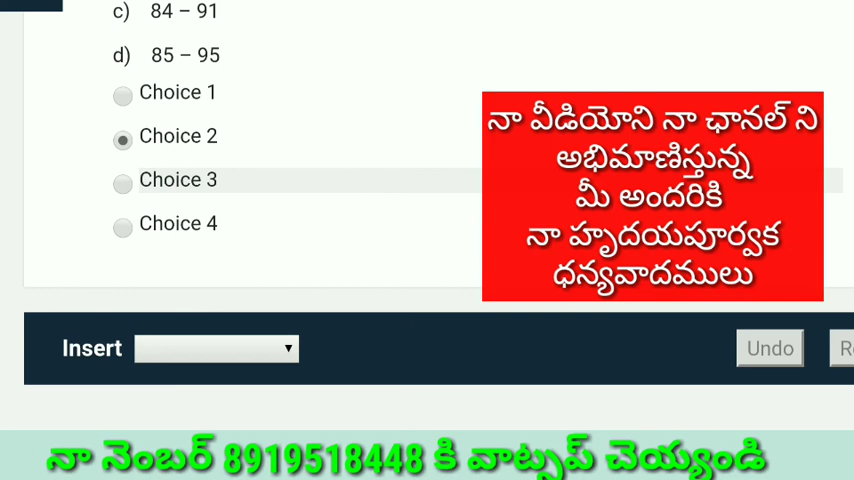 c) 84 – 91
d) 85 – 95
Choice 1
Choice 2
Choice 3
Choice 4
నా వీడియోని నా ఛానల్ ని
అభిమాణిస్తున్న
మీ అందరికి
నా హృదయపూర్వక
ధన్యవాదములు
Insert
Undo
నా నెంబర్ 8919518448 కి వాట్సప్ చెయ్యండి